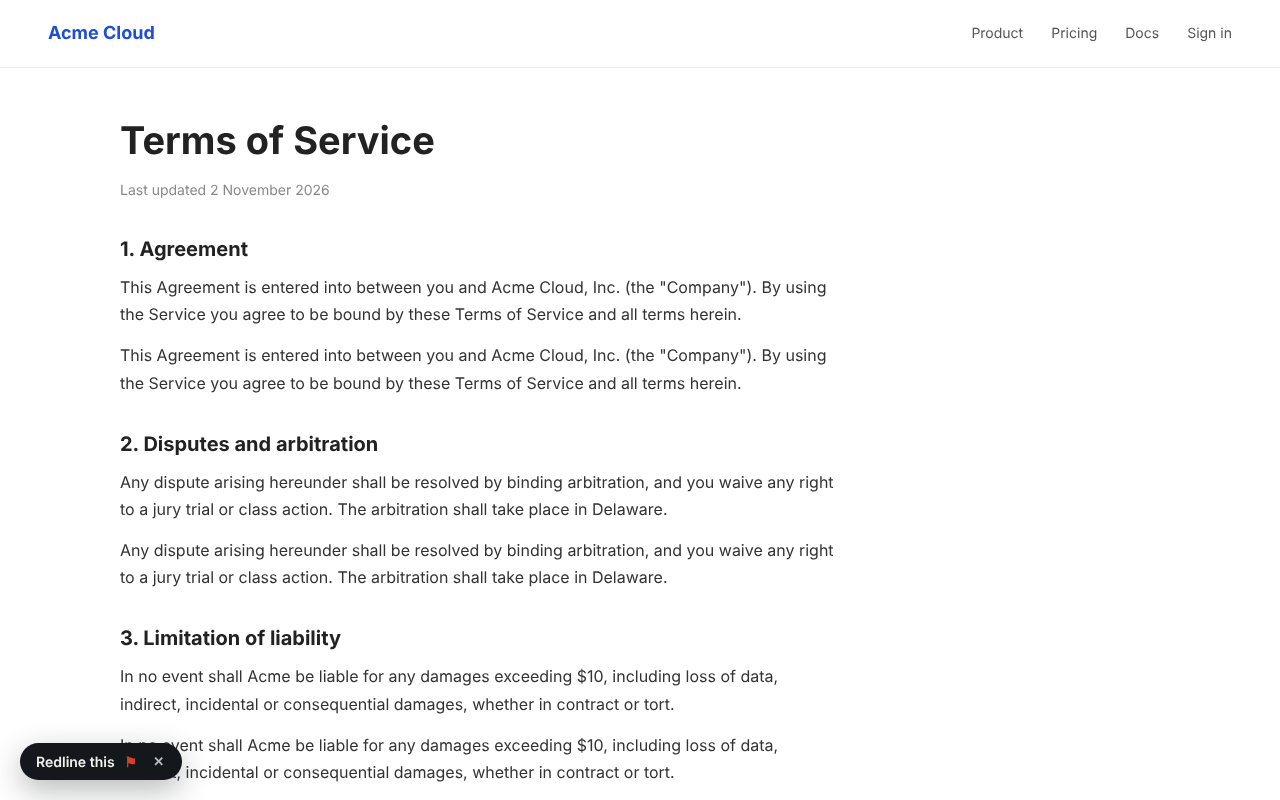 Acme Cloud
Product Pricing Docs Sign in
Terms of Service
Last updated 2 November 2026
1. Agreement
This Agreement is entered into between you and Acme Cloud, Inc. (the "Company"). By using
the Service you agree to be bound by these Terms of Service and all terms herein.
This Agreement is entered into between you and Acme Cloud, Inc. (the "Company"). By using
the Service you agree to be bound by these Terms of Service and all terms herein.
2. Disputes and arbitration
Any dispute arising hereunder shall be resolved by binding arbitration, and you waive any right
to a jury trial or class action. The arbitration shall take place in Delaware.
Any dispute arising hereunder shall be resolved by binding arbitration, and you waive any right
to a jury trial or class action. The arbitration shall take place in Delaware.
3. Limitation of liability
In no event shall Acme be liable for any damages exceeding $10, including loss of data,
indirect, incidental or consequential damages, whether in contract or tort.
event shall Acme be liable for any damages exceeding $10, including loss of data,
incidental or consequential damages, whether in contract or tort.
Redline this